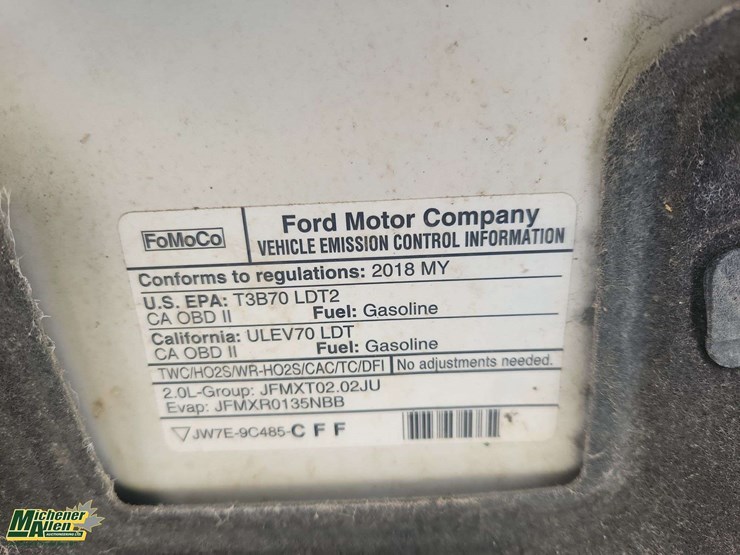 FoMoCo
Ford Motor Company
VEHICLE EMISSION CONTROL INFORMATION
Conforms to regulations: 2018 MY
U.S. EPA: T3B70 LDT2
CA OBD II Fuel: Gasoline
California: ULEV70 LDT
CA OBD II Fuel: Gasoline
TWC/HO2S/WR-HO2S/CAC/TC/DFI No adjustments needed.
2.0L-Group: JFMXT02.02JU
Evap: JFMXR0135NBB
JW7E-9C485-C F F
Michener
Allen
AUCTIONEERING LTD